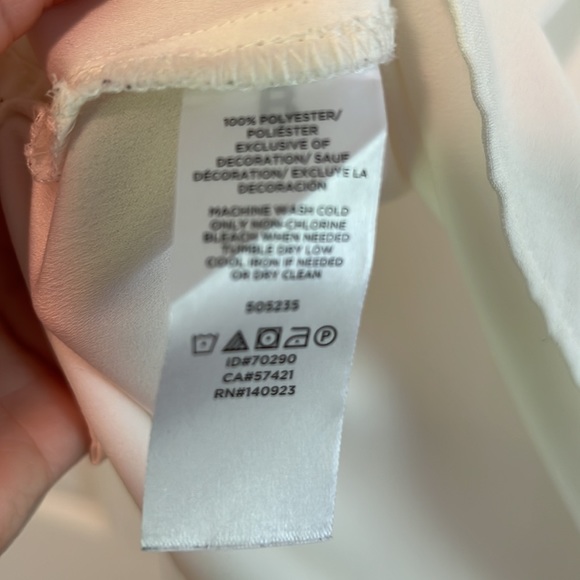 100% POLYESTER/
POLIÉSTER
EXCLUSIVE OF
DECORATION/ SAUF
DÉCORATION/ EXCLUYE LA
DECORACIÓN
MACHINE WASH COLD
ONLY NON-CHLORINE
BLEACH WHEN NEEDED
TUMBLE DRY LOW
COOL IRON IF NEEDED
OR DRY CLEAN
505235
P
ID#70290
CA#57421
RN#140923